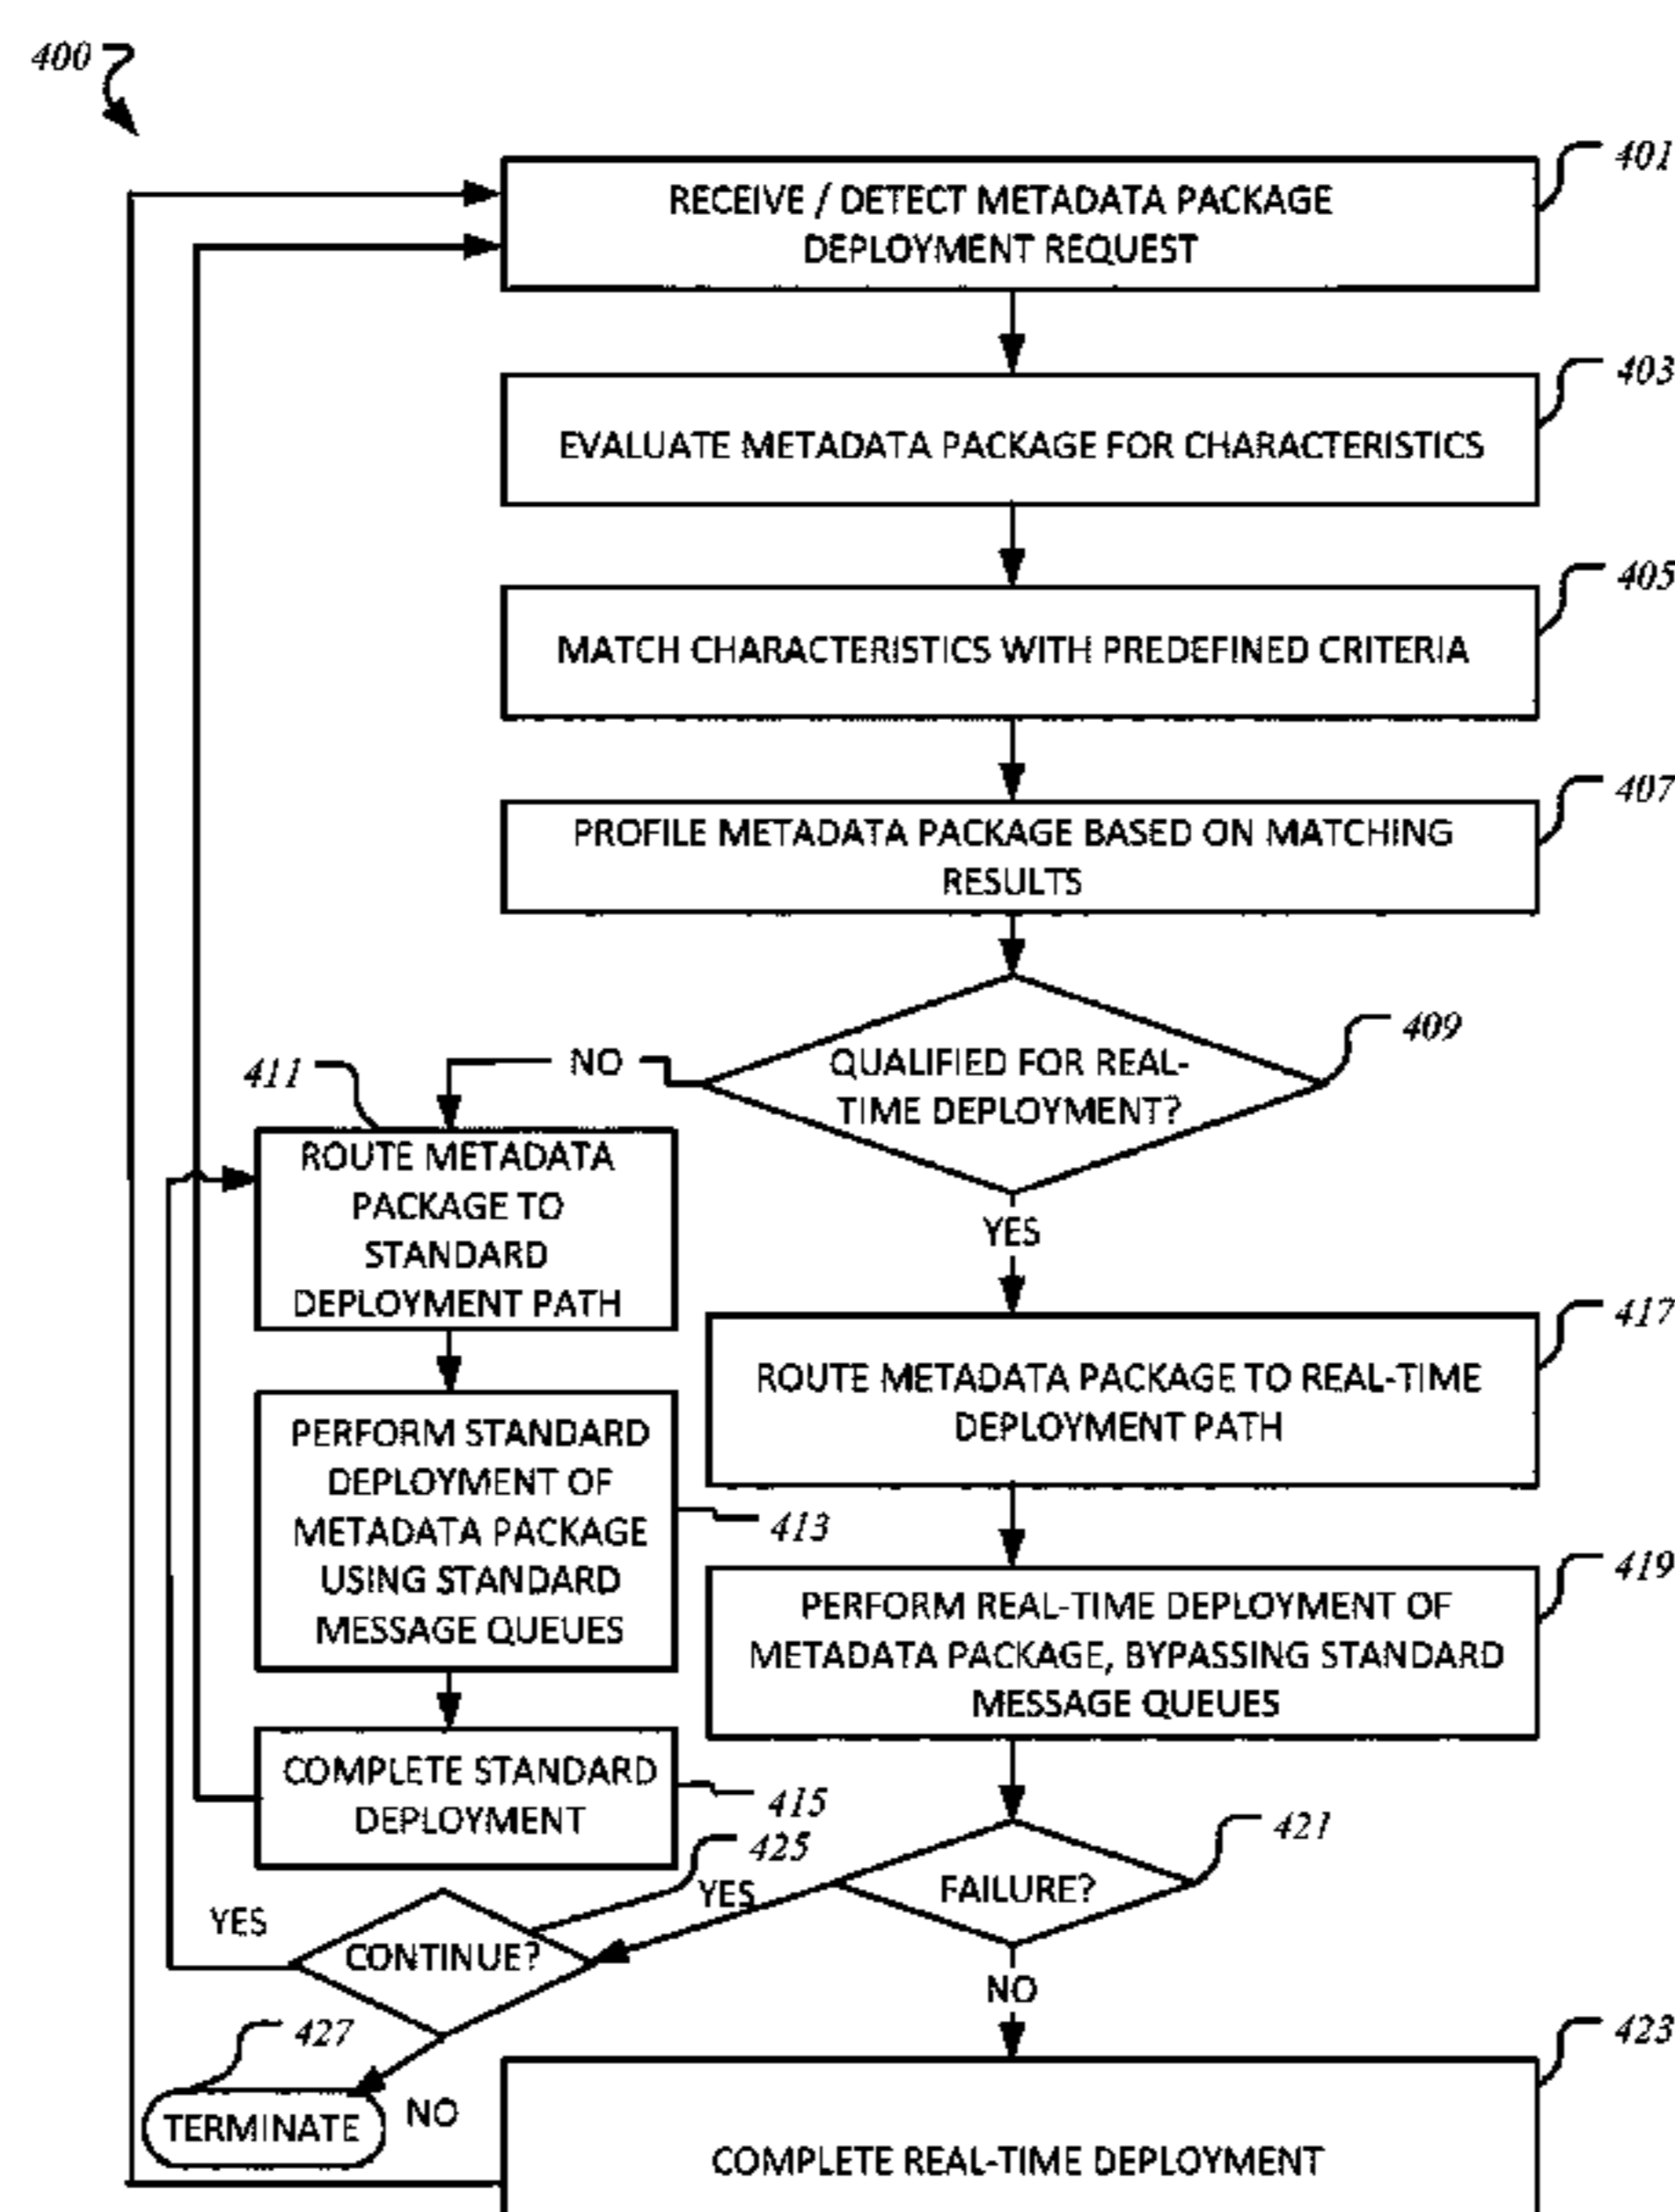 400
401
RECEIVE / DETECT METADATA PACKAGE
DEPLOYMENT REQUEST
403
EVALUATE METADATA PACKAGE FOR CHARACTERISTICS
405
MATCH CHARACTERISTICS WITH PREDEFINED CRITERIA
407
PROFILE METADATA PACKAGE BASED ON MATCHING
RESULTS
409
QUALIFIED FOR REAL-
TIME DEPLOYMENT?
NO
411
ROUTE METADATA
PACKAGE TO
STANDARD
DEPLOYMENT PATH
YES
417
ROUTE METADATA PACKAGE TO REAL-TIME
DEPLOYMENT PATH
PERFORM STANDARD
DEPLOYMENT OF
METADATA PACKAGE
USING STANDARD
MESSAGE QUEUES
413
419
PERFORM REAL-TIME DEPLOYMENT OF
METADATA PACKAGE, BYPASSING STANDARD
MESSAGE QUEUES
COMPLETE STANDARD
DEPLOYMENT
415
425
421
FAILURE?
YES
CONTINUE?
YES
NO
427
TERMINATE
NO
423
COMPLETE REAL-TIME DEPLOYMENT